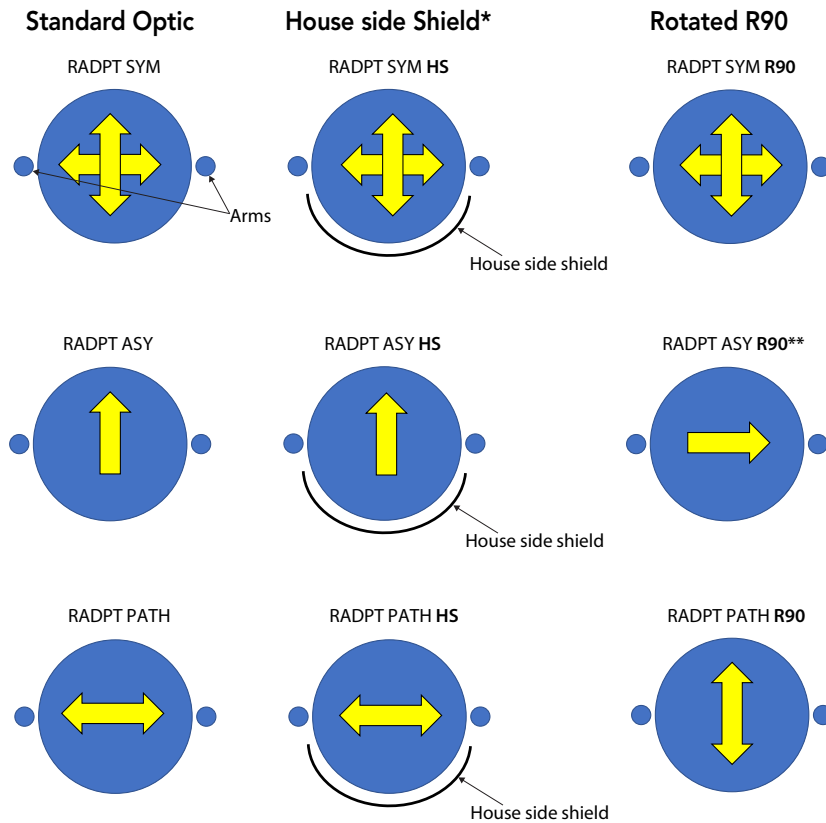 Standard Optic
House side Shield*
Rotated R90
RADPT SYM
RADPT SYM HS
RADPT SYM R90
Arms
House side shield
RADPT ASY
RADPT ASY HS
RADPT ASY R90**
House side shield
RADPT PATH
RADPT PATH HS
RADPT PATH R90
House side shield